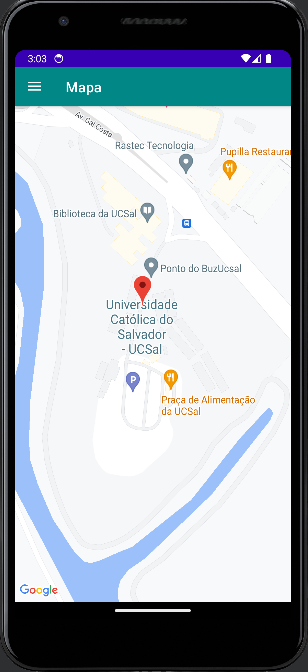 3:03
Mapa
Av. Gal Costa
Rastec Tecnologia
Pupilla Restauran
Biblioteca da UCSal
Ponto do BuzUcsal
Universidade
Católica do
Salvador
- UCSal
P
Praça de Alimentação
da UCSal
Google